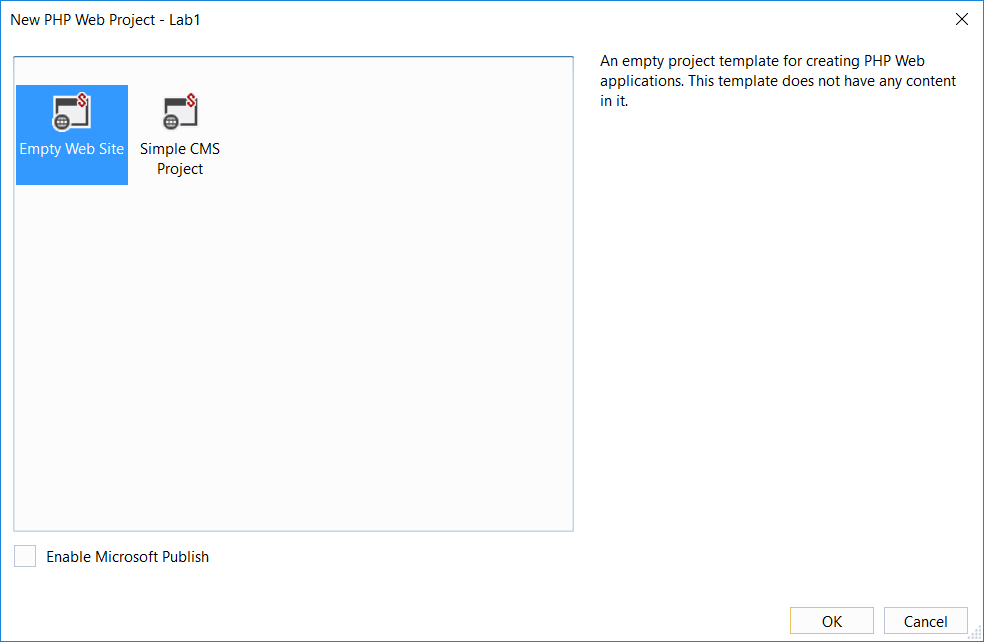 New PHP Web Project - Lab1
Empty Web Site
Simple CMS
Project
An empty project template for creating PHP Web
applications. This template does not have any content
in it.
Enable Microsoft Publish
OK
Cancel